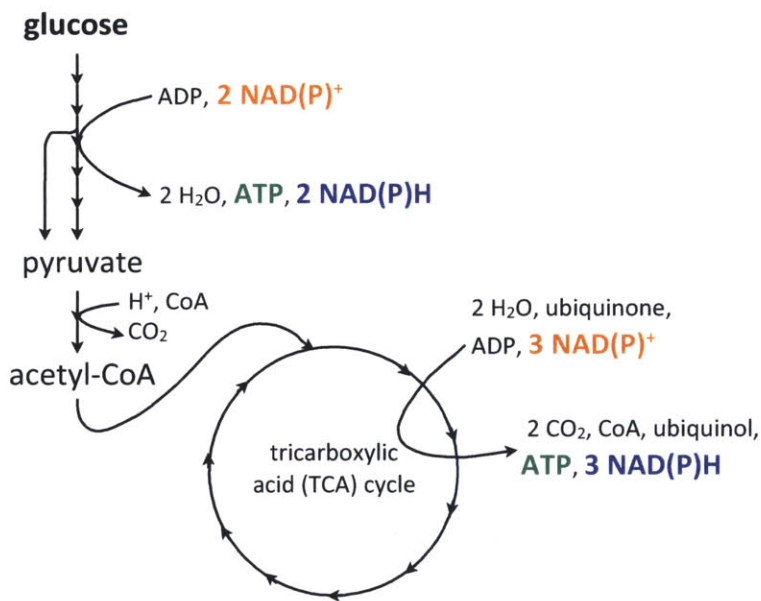 glucose
ADP, 2 NAD(P)⁺
2 H₂O, ATP, 2 NAD(P)H
pyruvate
H⁺, CoA
CO₂
acetyl-CoA
2 H₂O, ubiquinone,
ADP, 3 NAD(P)⁺
2 CO₂, CoA, ubiquinol,
ATP, 3 NAD(P)H
tricarboxylic
acid (TCA) cycle